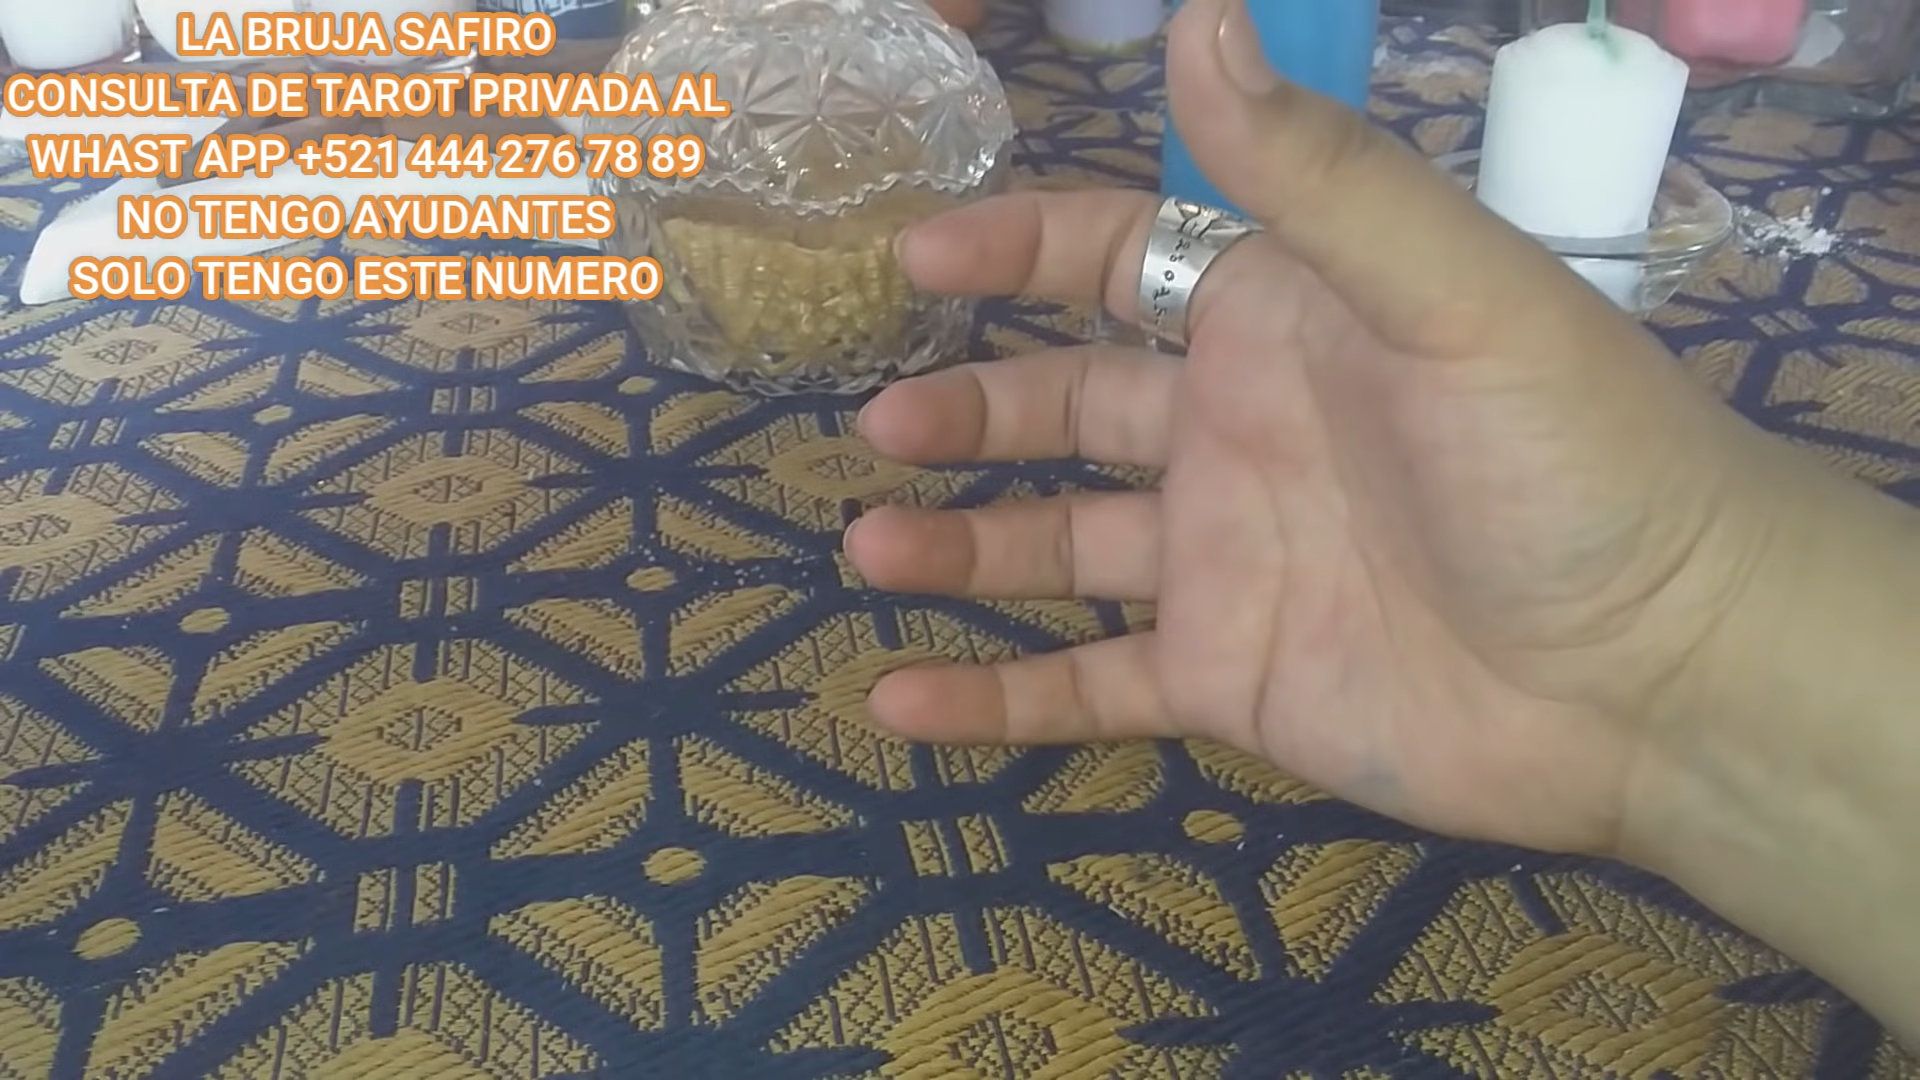 LA BRUJA SAFIRO
CONSULTA DE TAROT PRIVADA AL
WHAST APP +521 444 276 78 89
NO TENGO AYUDANTES
SOLO TENGO ESTE NUMERO